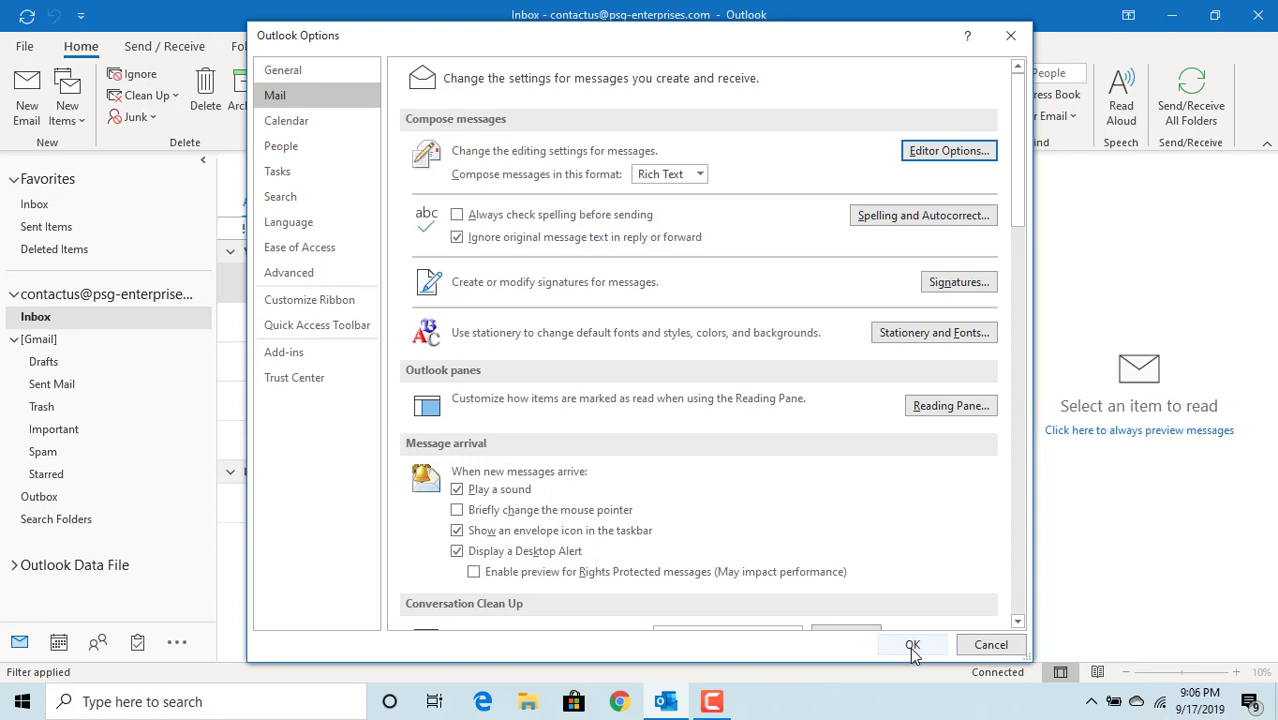 Inbox - contactus@psg-enterprises.com - Outlook
File
Home
Send / Receive
Fo
New
Email
New
Items
Ignore
Clean Up
Junk
Delete
Arch
New
Delete
People
ress Book
r Email
Read
Aloud
Send/Receive
All Folders
Speech
Send/Receive
Favorites
Inbox
Sent Items
Deleted Items
contactus@psg-enterprise...
Inbox
[Gmail]
Drafts
Sent Mail
Trash
Important
Spam
Starred
Outbox
Search Folders
Outlook Data File
Outlook Options
?
General
Mail
Calendar
People
Tasks
Search
Language
Ease of Access
Advanced
Customize Ribbon
Quick Access Toolbar
Add-ins
Trust Center
Change the settings for messages you create and receive.
Compose messages
Change the editing settings for messages.
Editor Options...
Compose messages in this format: Rich Text
abc
Always check spelling before sending
Spelling and Autocorrect...
Ignore original message text in reply or forward
Create or modify signatures for messages.
Signatures...
ABC
Use stationery to change default fonts and styles, colors, and backgrounds.
Stationery and Fonts...
Outlook panes
Customize how items are marked as read when using the Reading Pane.
Reading Pane...
Message arrival
When new messages arrive:
Play a sound
Briefly change the mouse pointer
Show an envelope icon in the taskbar
Display a Desktop Alert
Enable preview for Rights Protected messages (May impact performance)
Conversation Clean Up
OK
Cancel
Select an item to read
Click here to always preview messages
Filter applied
Connected
10%
Type here to search
9:06 PM
9/17/2019
9